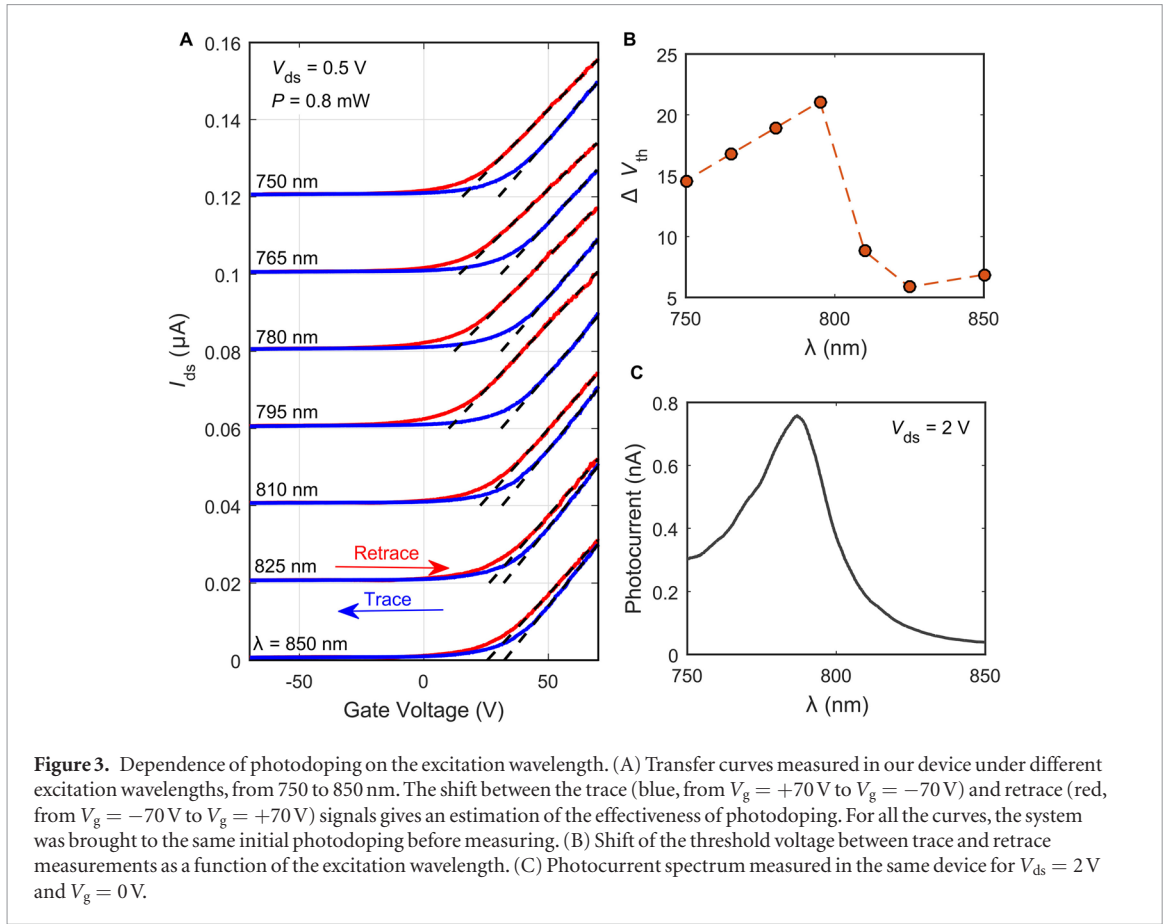 A
0.16
0.14
0.12
0.1
0.08
0.06
0.04
0.02
0
I_ds (μA)
V_ds = 0.5 V
P = 0.8 mW
750 nm
765 nm
780 nm
795 nm
810 nm
825 nm
Retrace
Trace
λ = 850 nm
-50 0 50
Gate Voltage (V)
B
25
20
15
10
5
Δ V_th
750 800 850
λ (nm)
C
0.8
0.6
0.4
0.2
0
Photocurrent (nA)
V_ds = 2 V
750 800 850
λ (nm)
Figure 3. Dependence of photodoping on the excitation wavelength. (A) Transfer curves measured in our device under different
excitation wavelengths, from 750 to 850 nm. The shift between the trace (blue, from V_g = +70 V to V_g = −70 V) and retrace (red,
from V_g = −70 V to V_g = +70 V) signals gives an estimation of the effectiveness of photodoping. For all the curves, the system
was brought to the same initial photodoping before measuring. (B) Shift of the threshold voltage between trace and retrace
measurements as a function of the excitation wavelength. (C) Photocurrent spectrum measured in the same device for V_ds = 2 V
and V_g = 0 V.